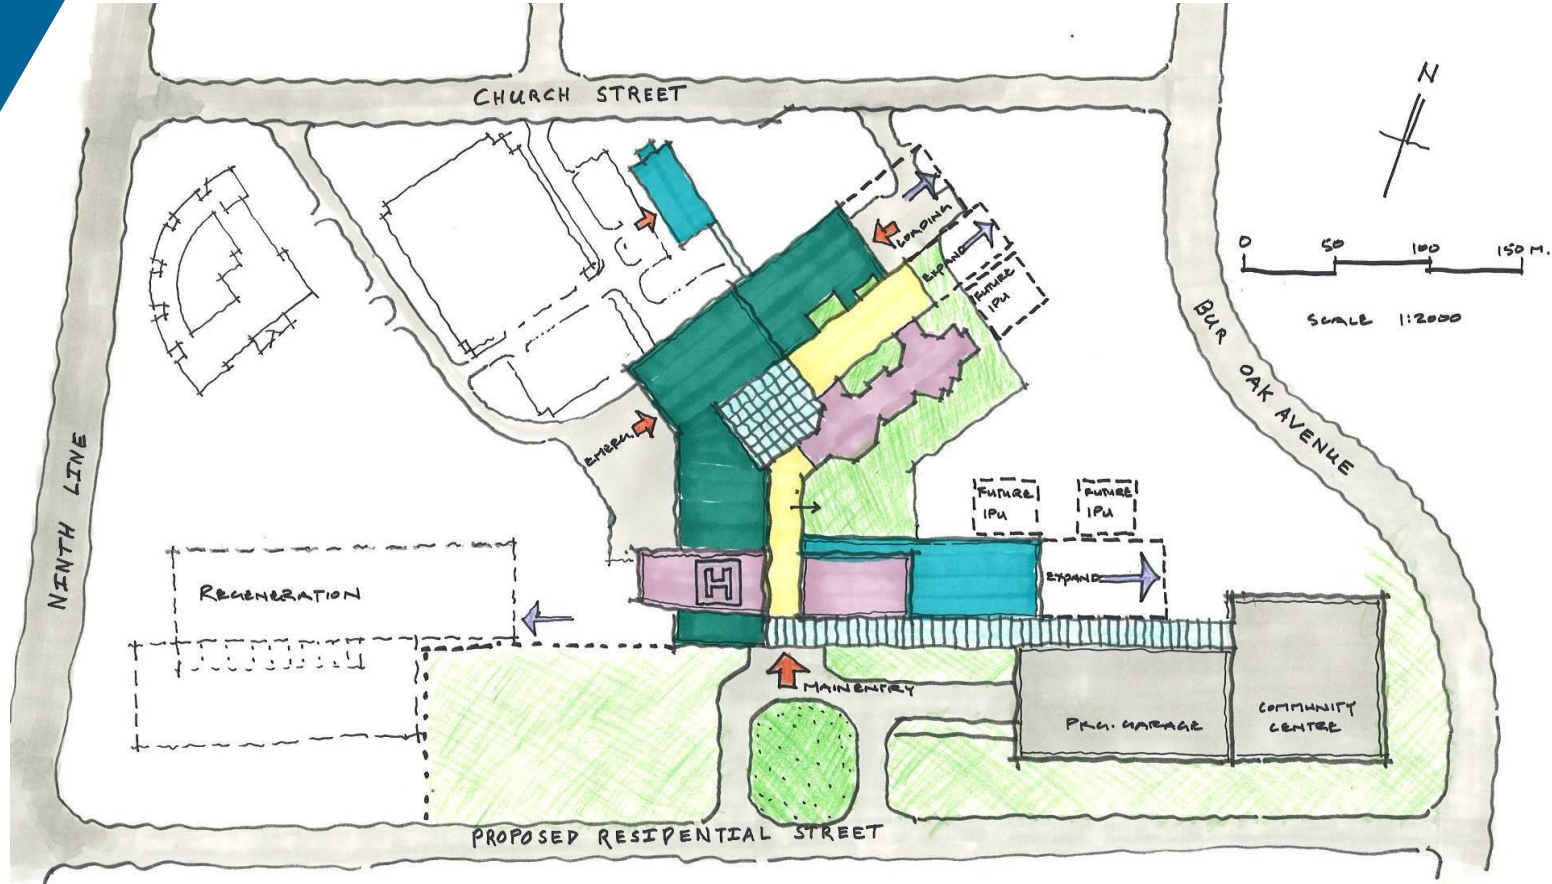 CHURCH STREET
N
0 50 100 150 M.
SCALE 1:2000
LOADING
EXPAND
FUTURE
IPU
BUR OAK AVENUE
EMERG.
NINTH LINE
FUTURE
IPU
FUTURE
IPU
REGENERATION
H
EXPAND
MAIN ENTRY
PKG. GARAGE
COMMUNITY
CENTRE
PROPOSED RESIDENTIAL STREET